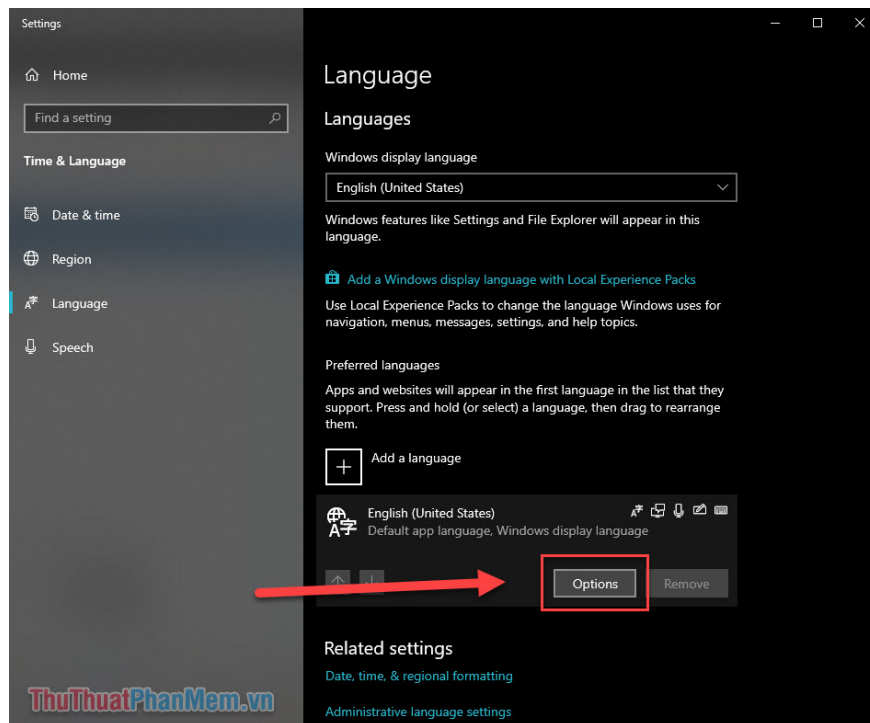 Settings
Home
Find a setting
Time & Language
Date & time
Region
Language
Speech
Language
Languages
Windows display language
English (United States)
Windows features like Settings and File Explorer will appear in this
language.
Add a Windows display language with Local Experience Packs
Use Local Experience Packs to change the language Windows uses for
navigation, menus, messages, settings, and help topics.
Preferred languages
Apps and websites will appear in the first language in the list that they
support. Press and hold (or select) a language, then drag to rearrange
them.
Add a language
English (United States)
Default app language, Windows display language
Options
Remove
Related settings
Date, time, & regional formatting
Administrative language settings
ThuThuatPhanMem.vn